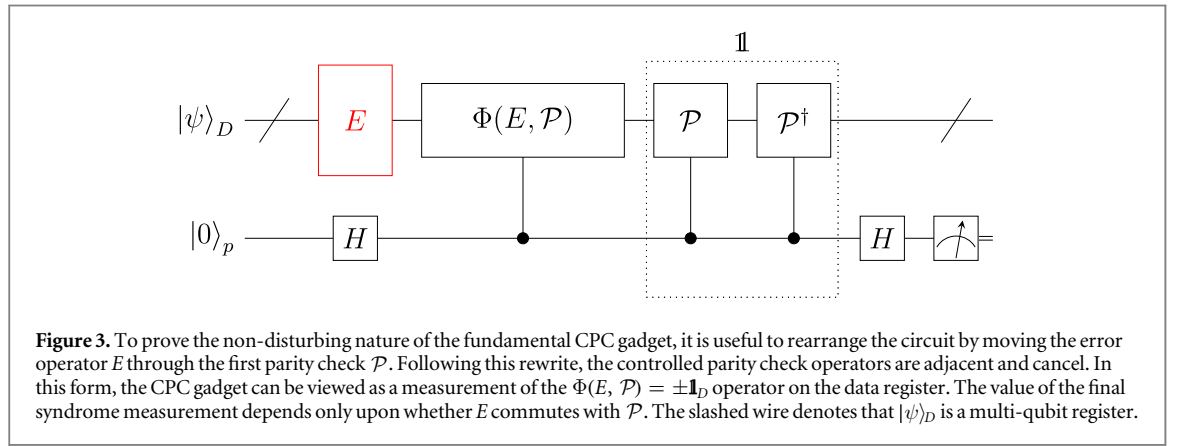 𝟙
|ψ⟩_D E Φ(E, 𝒫) 𝒫 𝒫†
|0⟩_p H H
Figure 3. To prove the non-disturbing nature of the fundamental CPC gadget, it is useful to rearrange the circuit by moving the error
operator E through the first parity check 𝒫. Following this rewrite, the controlled parity check operators are adjacent and cancel. In
this form, the CPC gadget can be viewed as a measurement of the Φ(E, 𝒫) = ±𝟙_D operator on the data register. The value of the final
syndrome measurement depends only upon whether E commutes with 𝒫. The slashed wire denotes that |ψ⟩_D is a multi-qubit register.